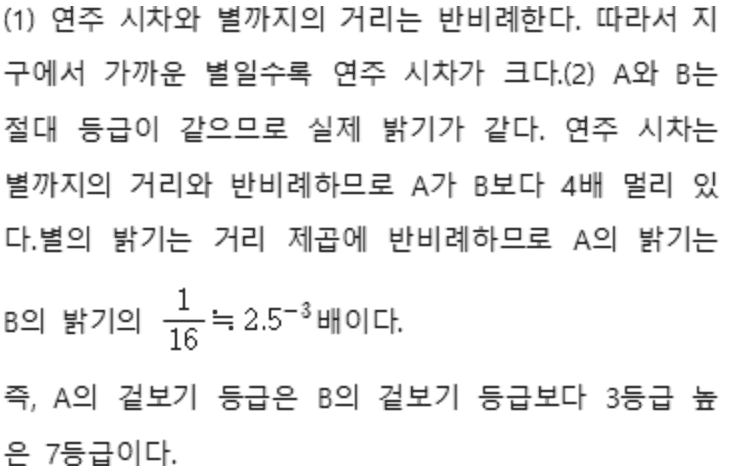 (1) 연주 시차와 별까지의 거리는 반비례한다. 따라서 지
구에서 가까운 별일수록 연주 시차가 크다.(2) A와 B는
절대 등급이 같으므로 실제 밝기가 같다. 연주 시차는
별까지의 거리와 반비례하므로 A가 B보다 4배 멀리 있
다.별의 밝기는 거리 제곱에 반비례하므로 A의 밝기는
B의 밝기의 1/16 ≒ 2.5⁻³배이다.
즉, A의 겉보기 등급은 B의 겉보기 등급보다 3등급 높
은 7등급이다.